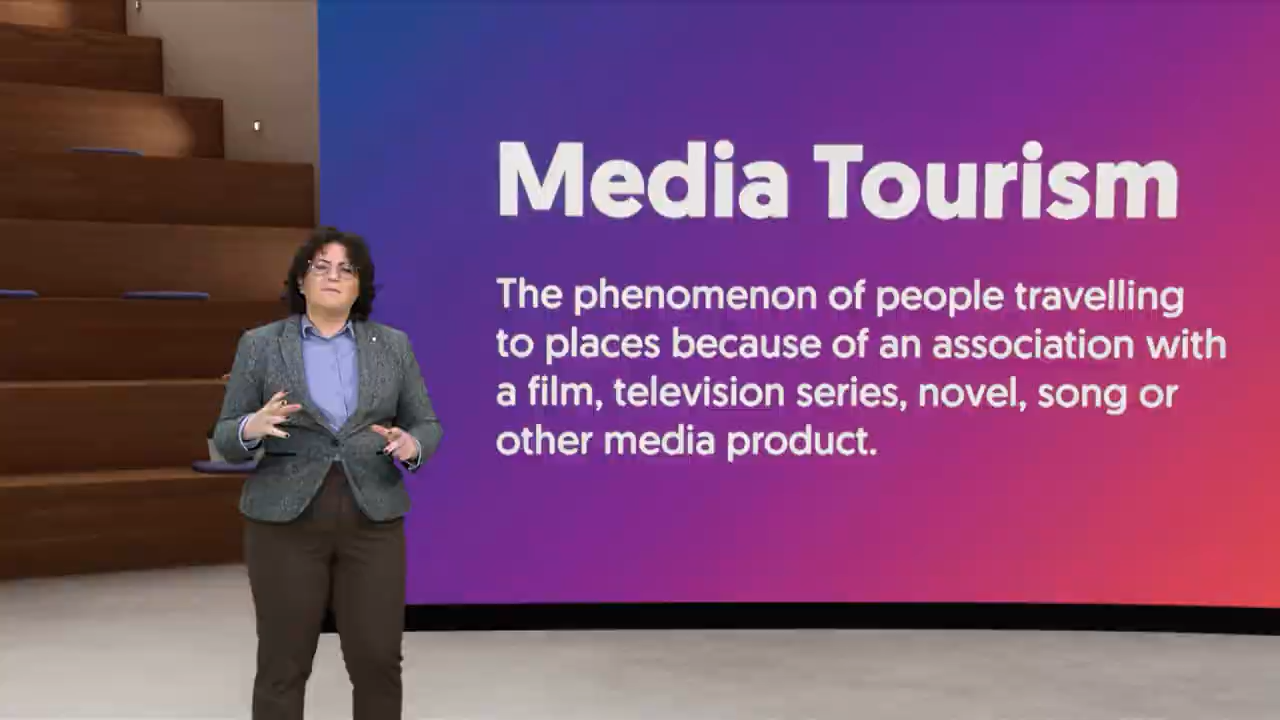 Media Tourism
The phenomenon of people travelling
to places because of an association with
a film, television series, novel, song or
other media product.